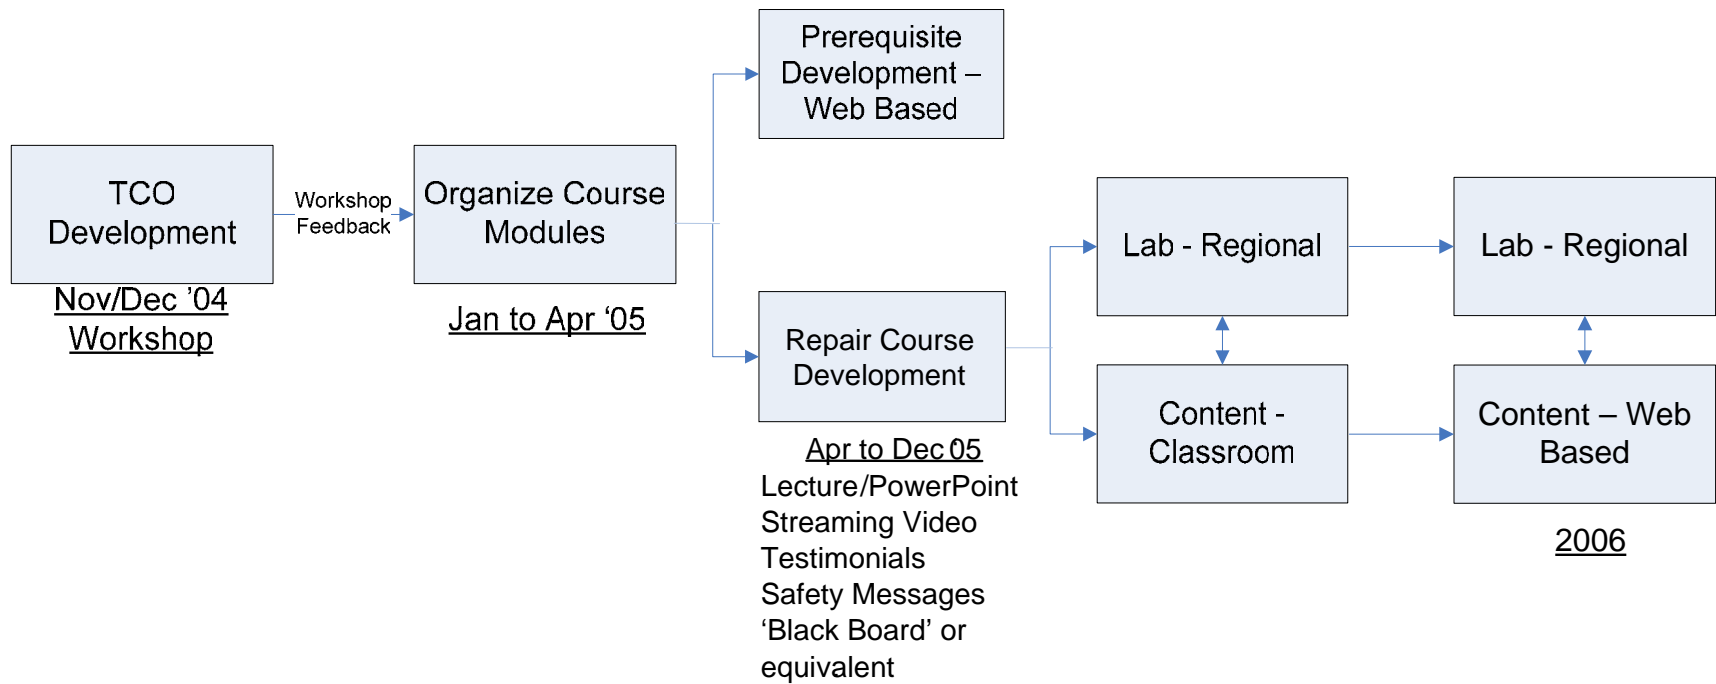 TCO
Development
Nov/Dec ’04
Workshop
Workshop
Feedback
Organize Course
Modules
Jan to Apr ‘05
Prerequisite
Development –
Web Based
Repair Course
Development
Apr to Dec ‘05
Lecture/PowerPoint
Streaming Video
Testimonials
Safety Messages
‘Black Board’ or
equivalent
Lab - Regional
Content -
Classroom
Lab - Regional
Content – Web
Based
2006